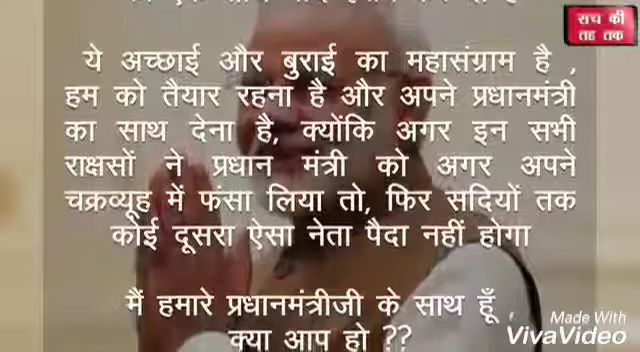 सच की
तह तक
ये अच्छाई और बुराई का महासंग्राम है ,
हम को तैयार रहना है और अपने प्रधानमंत्री
का साथ देना है, क्योंकि अगर इन सभी
राक्षसों ने प्रधान मंत्री को अगर अपने
चक्रव्यूह में फंसा लिया तो, फिर सदियों तक
कोई दूसरा ऐसा नेता पैदा नहीं होगा
मैं हमारे प्रधानमंत्रीजी के साथ हूँ ,
क्या आप हो ??
Made With
VivaVideo